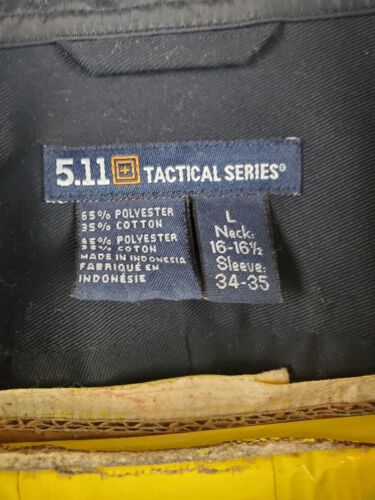 5.11 TACTICAL SERIES®
65% POLYESTER
35% COTTON
65% POLYESTER
35% COTON
MADE IN INDONESIA
FABRIQUÉ EN
INDONÉSIE
L
Neck:
16-16½
Sleeve:
34-35